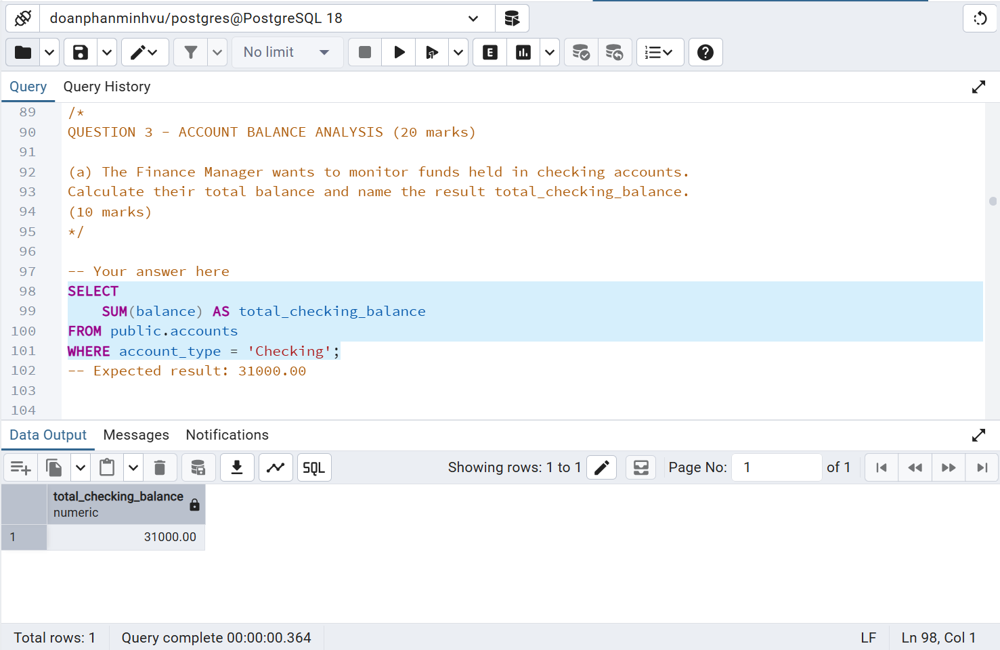 doanphanminhvu/postgres@PostgreSQL 18
No limit
E
Query Query History
89 /*
90 QUESTION 3 - ACCOUNT BALANCE ANALYSIS (20 marks)
91
92 (a) The Finance Manager wants to monitor funds held in checking accounts.
93 Calculate their total balance and name the result total_checking_balance.
94 (10 marks)
95 */
96
97 -- Your answer here
98 SELECT
99 SUM(balance) AS total_checking_balance
100 FROM public.accounts
101 WHERE account_type = 'Checking';
102 -- Expected result: 31000.00
103
104
Data Output Messages Notifications
SQL Showing rows: 1 to 1 Page No: 1 of 1
total_checking_balance
numeric
1 31000.00
Total rows: 1 Query complete 00:00:00.364 LF Ln 98, Col 1